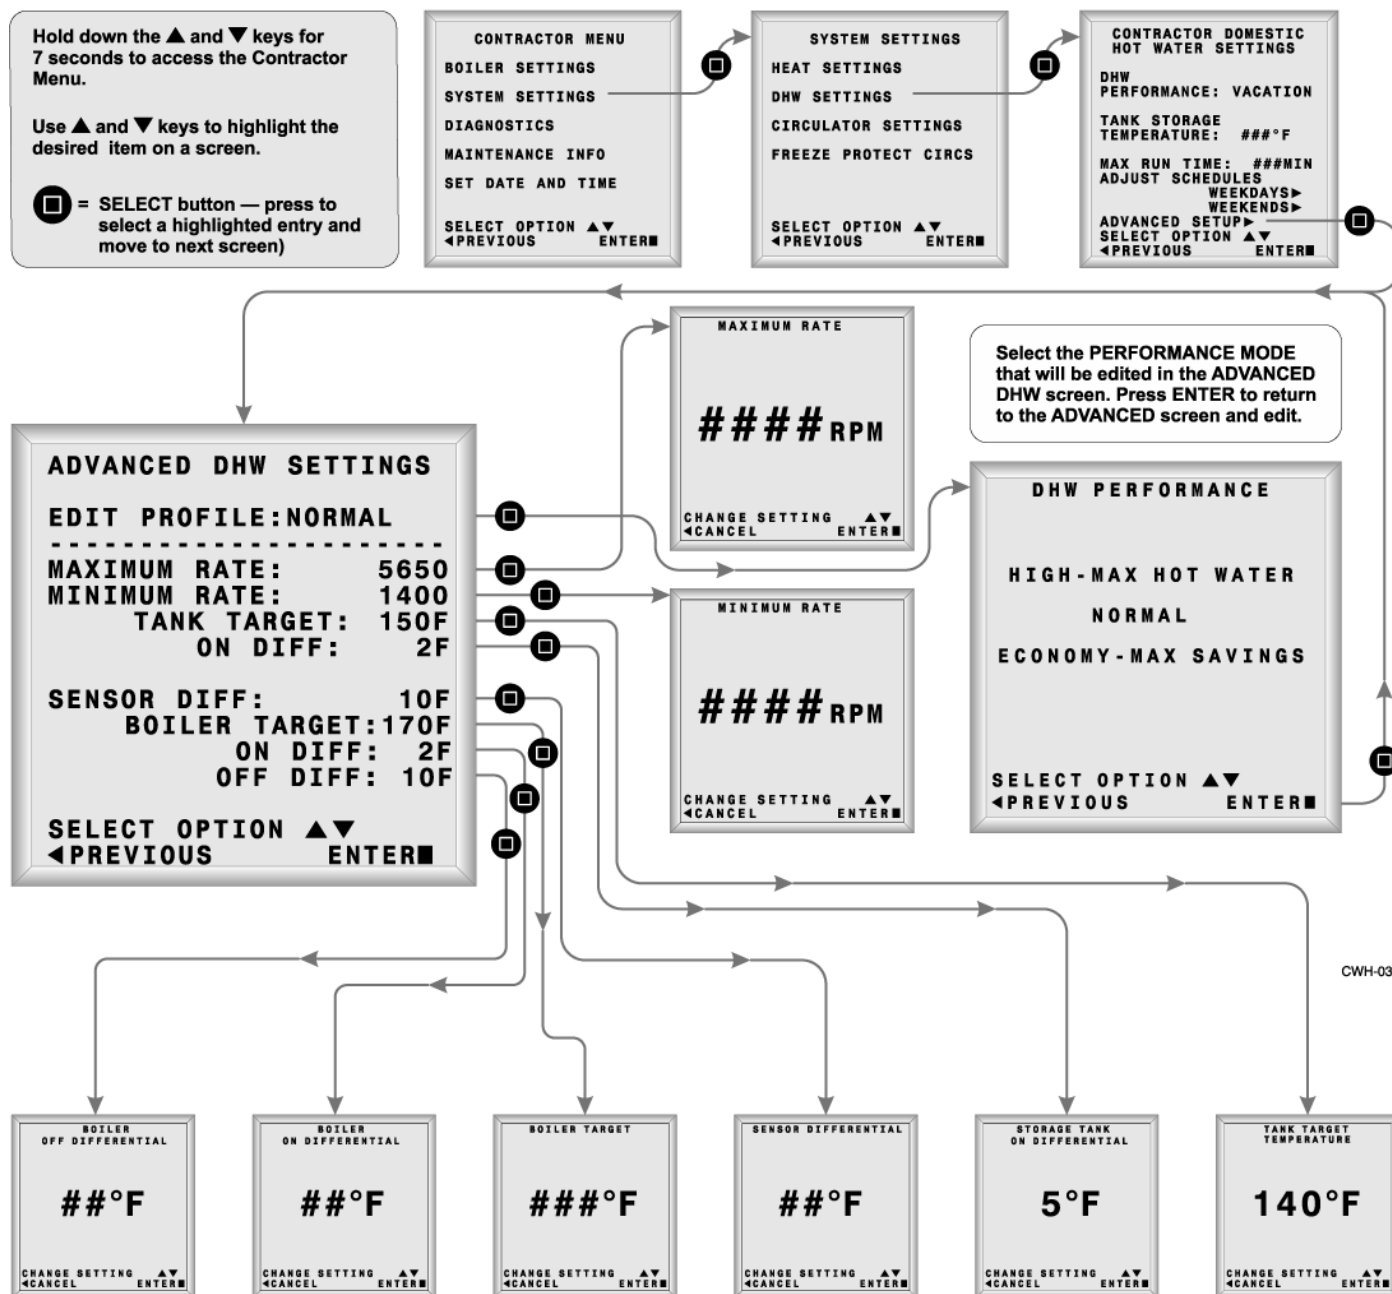 Hold down the ▲ and ▼ keys for
7 seconds to access the Contractor
Menu.
Use ▲ and ▼ keys to highlight the
desired item on a screen.
= SELECT button — press to
select a highlighted entry and
move to next screen)
CONTRACTOR MENU
BOILER SETTINGS
SYSTEM SETTINGS
DIAGNOSTICS
MAINTENANCE INFO
SET DATE AND TIME
SELECT OPTION ▲▼
◄PREVIOUS ENTER■
SYSTEM SETTINGS
HEAT SETTINGS
DHW SETTINGS
CIRCULATOR SETTINGS
FREEZE PROTECT CIRCS
SELECT OPTION ▲▼
◄PREVIOUS ENTER■
CONTRACTOR DOMESTIC
HOT WATER SETTINGS
DHW
PERFORMANCE: VACATION
TANK STORAGE
TEMPERATURE: ###°F
MAX RUN TIME: ###MIN
ADJUST SCHEDULES
WEEKDAYS►
WEEKENDS►
ADVANCED SETUP►
SELECT OPTION ▲▼
◄PREVIOUS ENTER■
MAXIMUM RATE
####RPM
CHANGE SETTING ▲▼
◄CANCEL ENTER■
Select the PERFORMANCE MODE
that will be edited in the ADVANCED
DHW screen. Press ENTER to return
to the ADVANCED screen and edit.
ADVANCED DHW SETTINGS
EDIT PROFILE:NORMAL
----------------------
MAXIMUM RATE: 5650
MINIMUM RATE: 1400
TANK TARGET: 150F
ON DIFF: 2F
SENSOR DIFF: 10F
BOILER TARGET:170F
ON DIFF: 2F
OFF DIFF: 10F
SELECT OPTION ▲▼
◄PREVIOUS ENTER■
MINIMUM RATE
####RPM
CHANGE SETTING ▲▼
◄CANCEL ENTER■
DHW PERFORMANCE
HIGH-MAX HOT WATER
NORMAL
ECONOMY-MAX SAVINGS
SELECT OPTION ▲▼
◄PREVIOUS ENTER■
CWH-03
BOILER
OFF DIFFERENTIAL
##°F
CHANGE SETTING ▲▼
◄CANCEL ENTER■
BOILER
ON DIFFERENTIAL
##°F
CHANGE SETTING ▲▼
◄CANCEL ENTER■
BOILER TARGET
###°F
CHANGE SETTING ▲▼
◄CANCEL ENTER■
SENSOR DIFFERENTIAL
##°F
CHANGE SETTING ▲▼
◄CANCEL ENTER■
STORAGE TANK
ON DIFFERENTIAL
5°F
CHANGE SETTING ▲▼
◄CANCEL ENTER■
TANK TARGET
TEMPERATURE
140°F
CHANGE SETTING ▲▼
◄CANCEL ENTER■